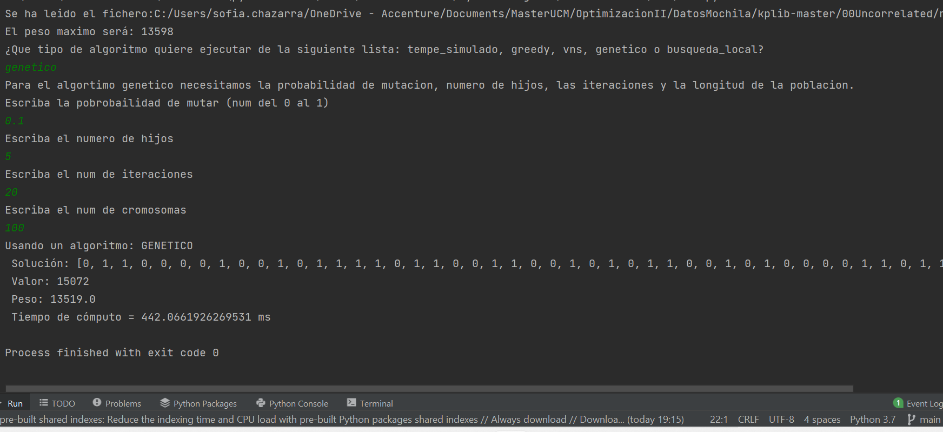 Se ha leido el fichero:C:/Users/sofia.chazarra/OneDrive - Accenture/Documents/MasterUCM/OptimizacionII/DatosMochila/kplib-master/00Uncorrelated/
El peso maximo será: 13598
¿Que tipo de algoritmo quiere ejecutar de la siguiente lista: tempe_simulado, greedy, vns, genetico o busqueda_local?
genetico
Para el algortimo genetico necesitamos la probabilidad de mutacion, numero de hijos, las iteraciones y la longitud de la poblacion.
Escriba la pobrobailidad de mutar (num del 0 al 1)
0.1
Escriba el numero de hijos
5
Escriba el num de iteraciones
20
Escriba el num de cromosomas
100
Usando un algoritmo: GENETICO
Solución: [0, 1, 1, 0, 0, 0, 0, 1, 0, 0, 1, 0, 1, 1, 1, 1, 0, 1, 1, 0, 0, 1, 1, 0, 0, 1, 0, 1, 0, 1, 1, 0, 0, 1, 0, 1, 0, 0, 0, 0, 1, 1, 0, 1, 1
Valor: 15072
Peso: 13519.0
Tiempo de cómputo = 442.0661926269531 ms
Process finished with exit code 0
Run TODO Problems Python Packages Python Console Terminal 1 Event Log
pre-built shared indexes: Reduce the indexing time and CPU load with pre-built Python packages shared indexes // Always download // Downloa... (today 19:15) 22:1 CRLF UTF-8 4 spaces Python 3.7 main